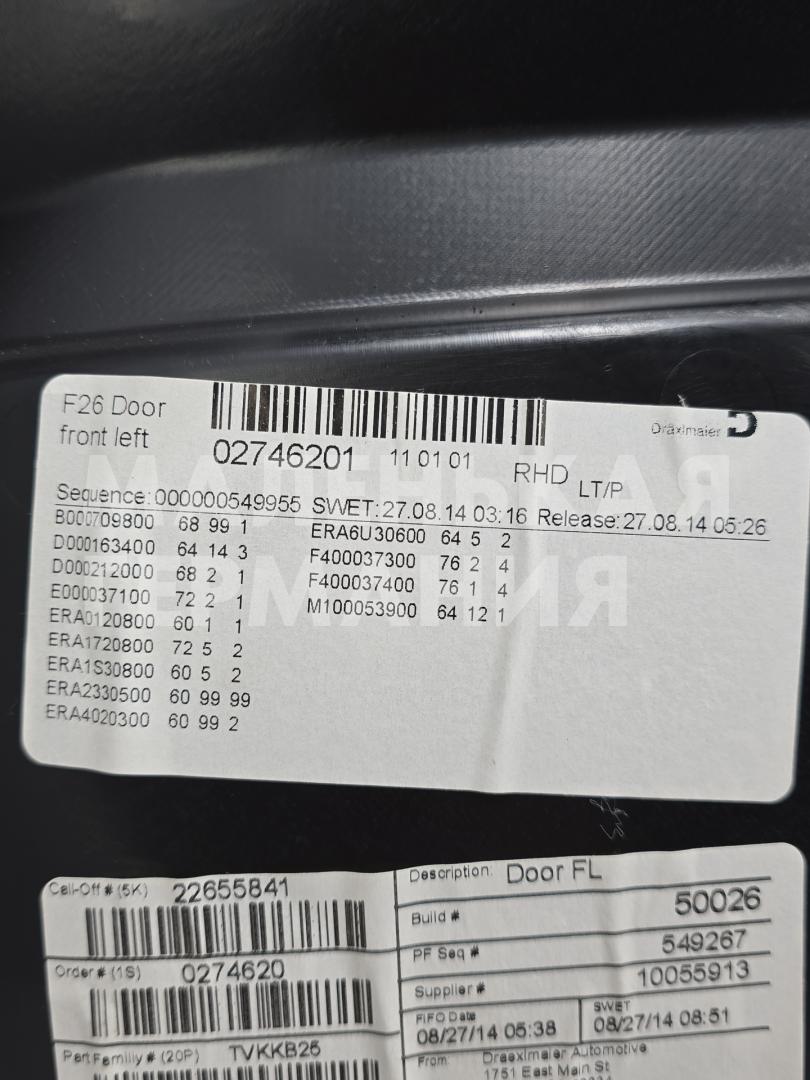 F26 Door
front left
02746201 11 01 01
RHD LT/P
Dräxlmaier
МАЛЕНЬКАЯ
ГЕРМАНИЯ
Sequence:000000549955 SWET:27.08.14 03:16 Release:27.08.14 05:26
B000709800 68 99 1
D000163400 64 14 3
D000212000 68 2 1
E000037100 72 2 1
ERA0120800 60 1 1
ERA1720800 72 5 2
ERA1S30800 60 5 2
ERA2330500 60 99 99
ERA4020300 60 99 2
ERA6U30600 64 5 2
F400037300 76 2 4
F400037400 76 1 4
M100053900 64 12 1
Call-Off # (5K) 22655841
Order # (1S) 0274620
Part Family # (20P) TVKKB26
Description: Door FL
Build # 50026
PF Seq # 549267
Supplier # 10055913
FIFO Date
08/27/14 05:38
SWET
08/27/14 08:51
From: Draexlmaier Automotive
1751 East Main St